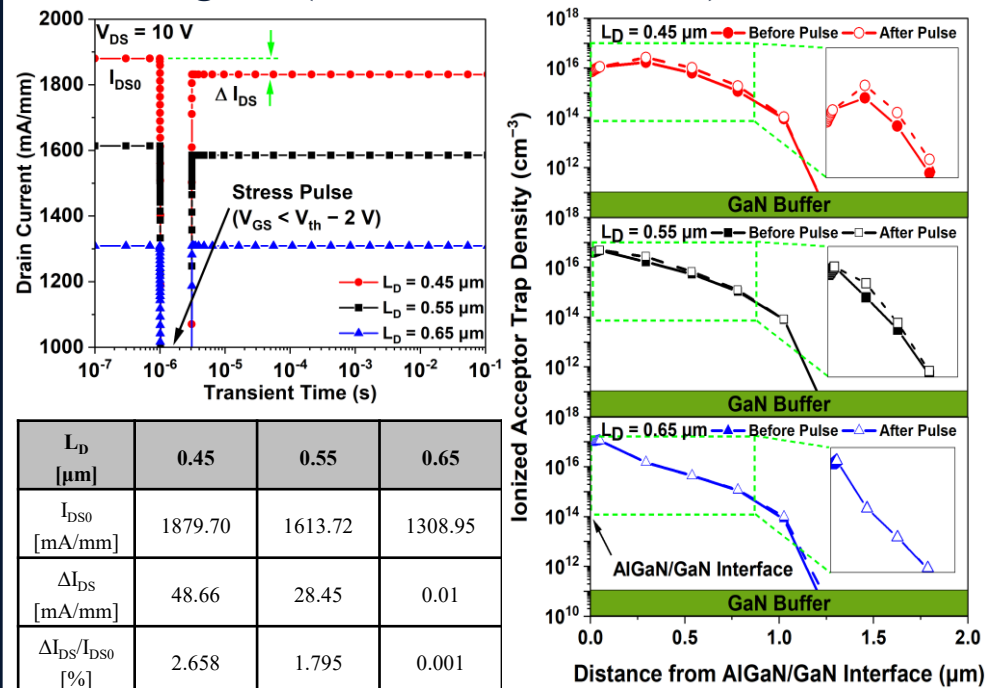 V_DS = 10 V
I_DS0
Δ I_DS
Stress Pulse
(V_GS < V_th − 2 V)
L_D = 0.45 μm
L_D = 0.55 μm
L_D = 0.65 μm
Drain Current (mA/mm)
2000
1800
1600
1400
1200
1000
10^-7 10^-6 10^-5 10^-4 10^-3 10^-2 10^-1
Transient Time (s)
L_D [μm] 0.45 0.55 0.65
I_DS0 [mA/mm] 1879.70 1613.72 1308.95
ΔI_DS [mA/mm] 48.66 28.45 0.01
ΔI_DS/I_DS0 [%] 2.658 1.795 0.001
Ionized Acceptor Trap Density (cm^−3)
10^18
10^16
10^14
10^12
L_D = 0.45 μm Before Pulse After Pulse
GaN Buffer
10^18
10^16
10^14
10^12
L_D = 0.55 μm Before Pulse After Pulse
GaN Buffer
10^18
10^16
10^14
10^12
10^10
L_D = 0.65 μm Before Pulse After Pulse
AlGaN/GaN Interface
GaN Buffer
0.0 0.5 1.0 1.5 2.0
Distance from AlGaN/GaN Interface (μm)